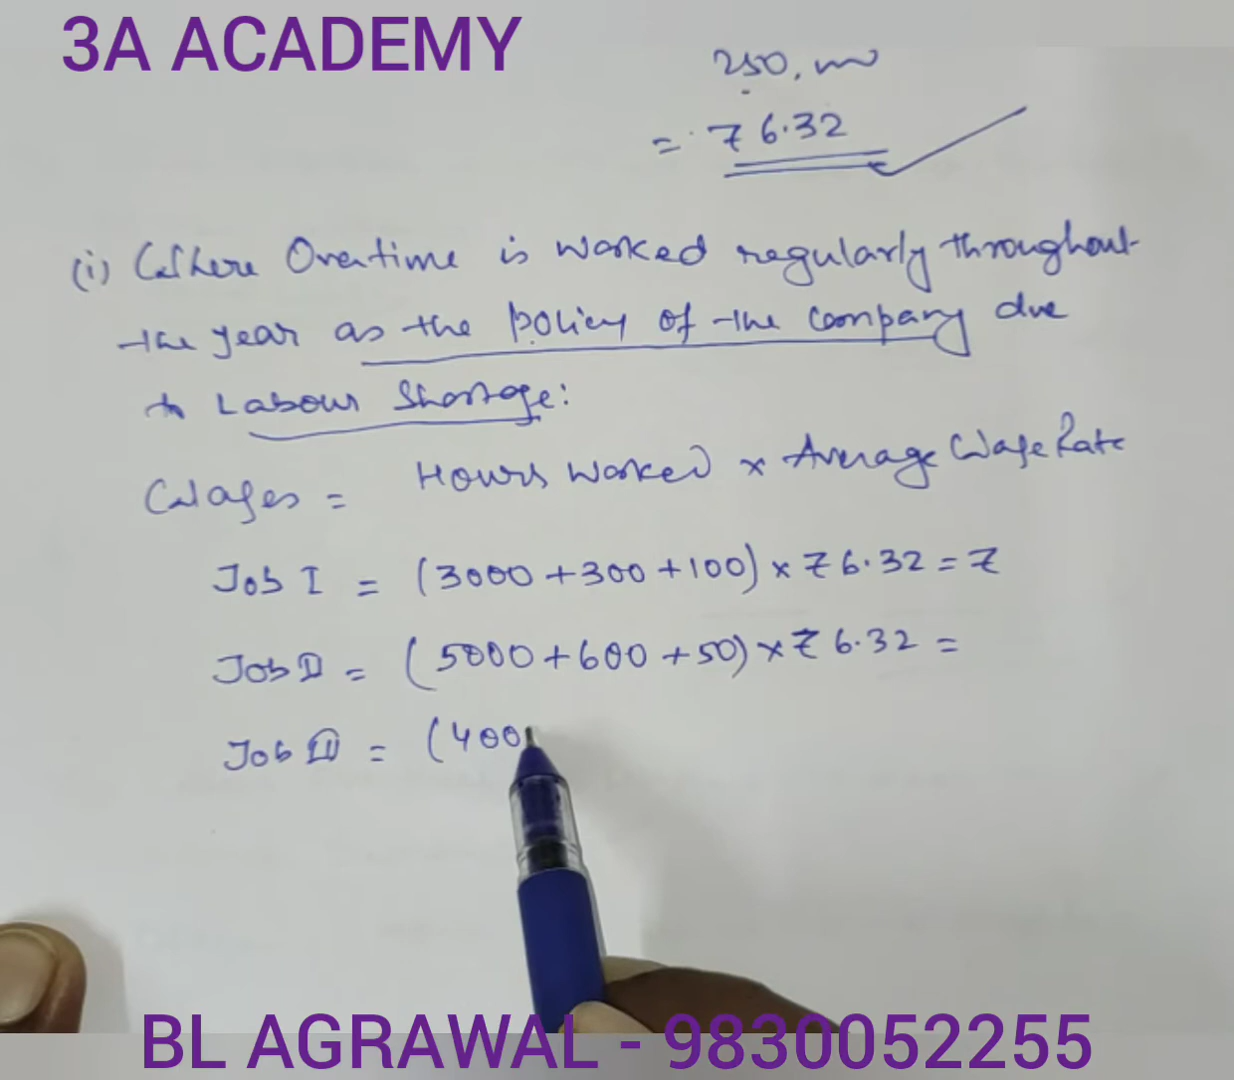 3A ACADEMY
250,000
= ₹6.32
(i) Where Overtime is worked regularly throughout
the year as the policy of the company due
to Labour Shortage:
Wages = Hours worked × Average Wage Rate
Job I = (3000 + 300 + 100) × ₹6.32 = ₹
Job II = (5000 + 600 + 50) × ₹6.32 =
Job III = (400
BL AGRAWAL - 9830052255